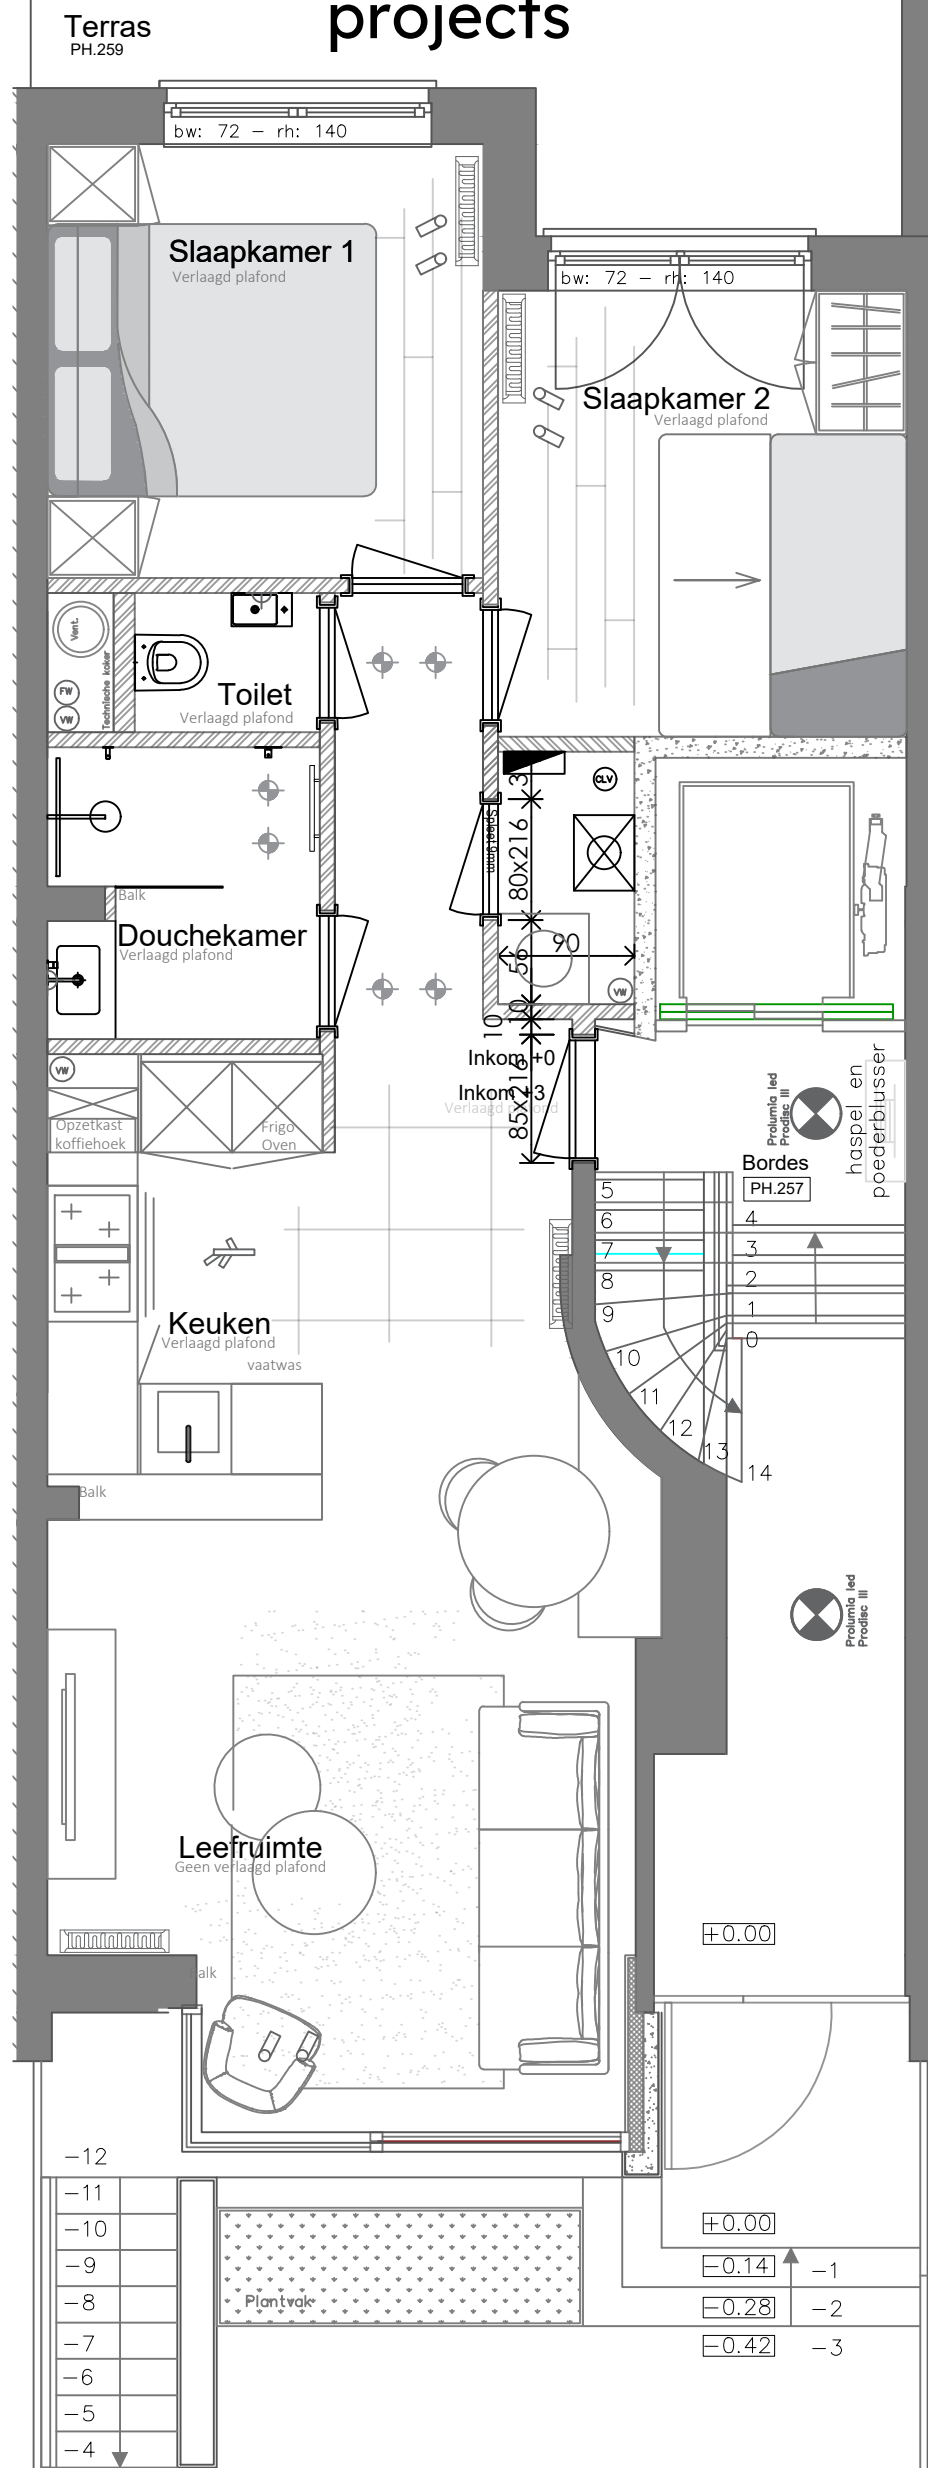 projects
Terras
PH.259
bw: 72 - rh: 140
Slaapkamer 1
Verlaagd plafond
bw: 72 - rh: 140
Slaapkamer 2
Verlaagd plafond
Vent.
Technische koker
FW
VW
Toilet
Verlaagd plafond
3
CLV
Spleet 9mm
80x216
Balk
Douchekamer
Verlaagd plafond
90
56
VW
10
10
Inkom +0
Inkom +3
Verlaagd plafond
85x216
VW
Opzetkast
koffiehoek
Frigo
Oven
Prolumia led
Prodisc III
haspel en
poederblusser
Bordes
PH.257
5
6
7
8
9
10
11
12
13
14
4
3
2
1
0
Keuken
Verlaagd plafond
vaatwas
Balk
Prolumia led
Prodisc III
Leefruimte
Geen verlaagd plafond
+0.00
Balk
-12
-11
-10
-9
-8
-7
-6
-5
-4
Plantvak
+0.00
-0.14
-1
-0.28
-2
-0.42
-3